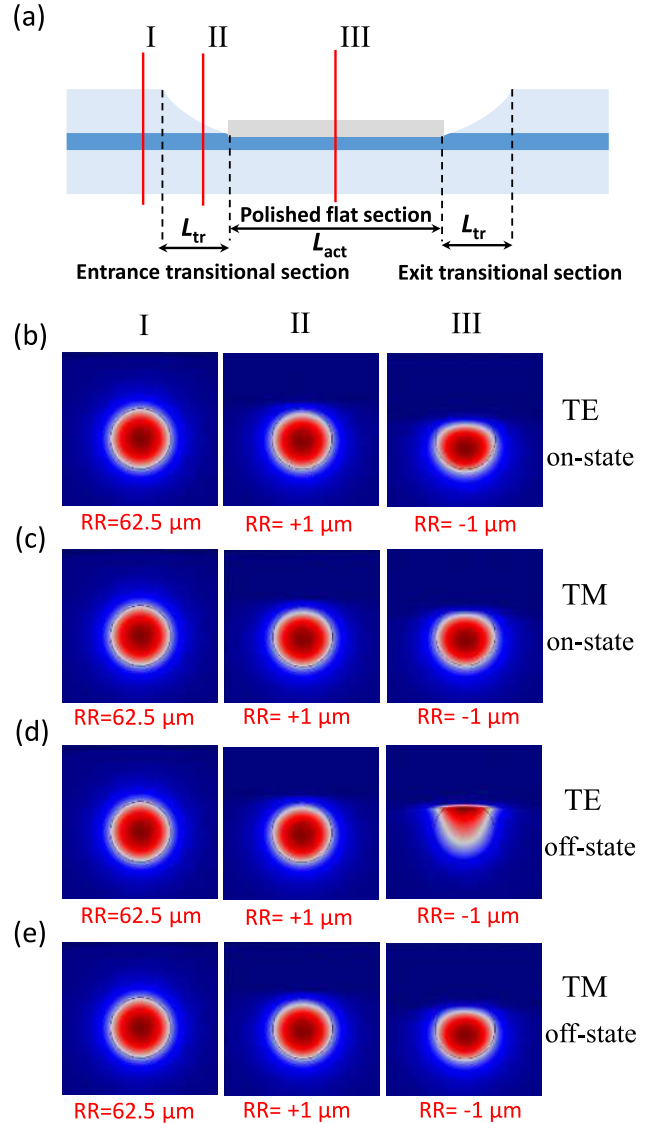 (a)
I II III
Polished flat section
L_tr L_act L_tr
Entrance transitional section Exit transitional section
I II III
(b)
TE
on-state
RR=62.5 μm RR= +1 μm RR= -1 μm
(c)
TM
on-state
RR=62.5 μm RR= +1 μm RR= -1 μm
(d)
TE
off-state
RR=62.5 μm RR= +1 μm RR= -1 μm
(e)
TM
off-state
RR=62.5 μm RR= +1 μm RR= -1 μm